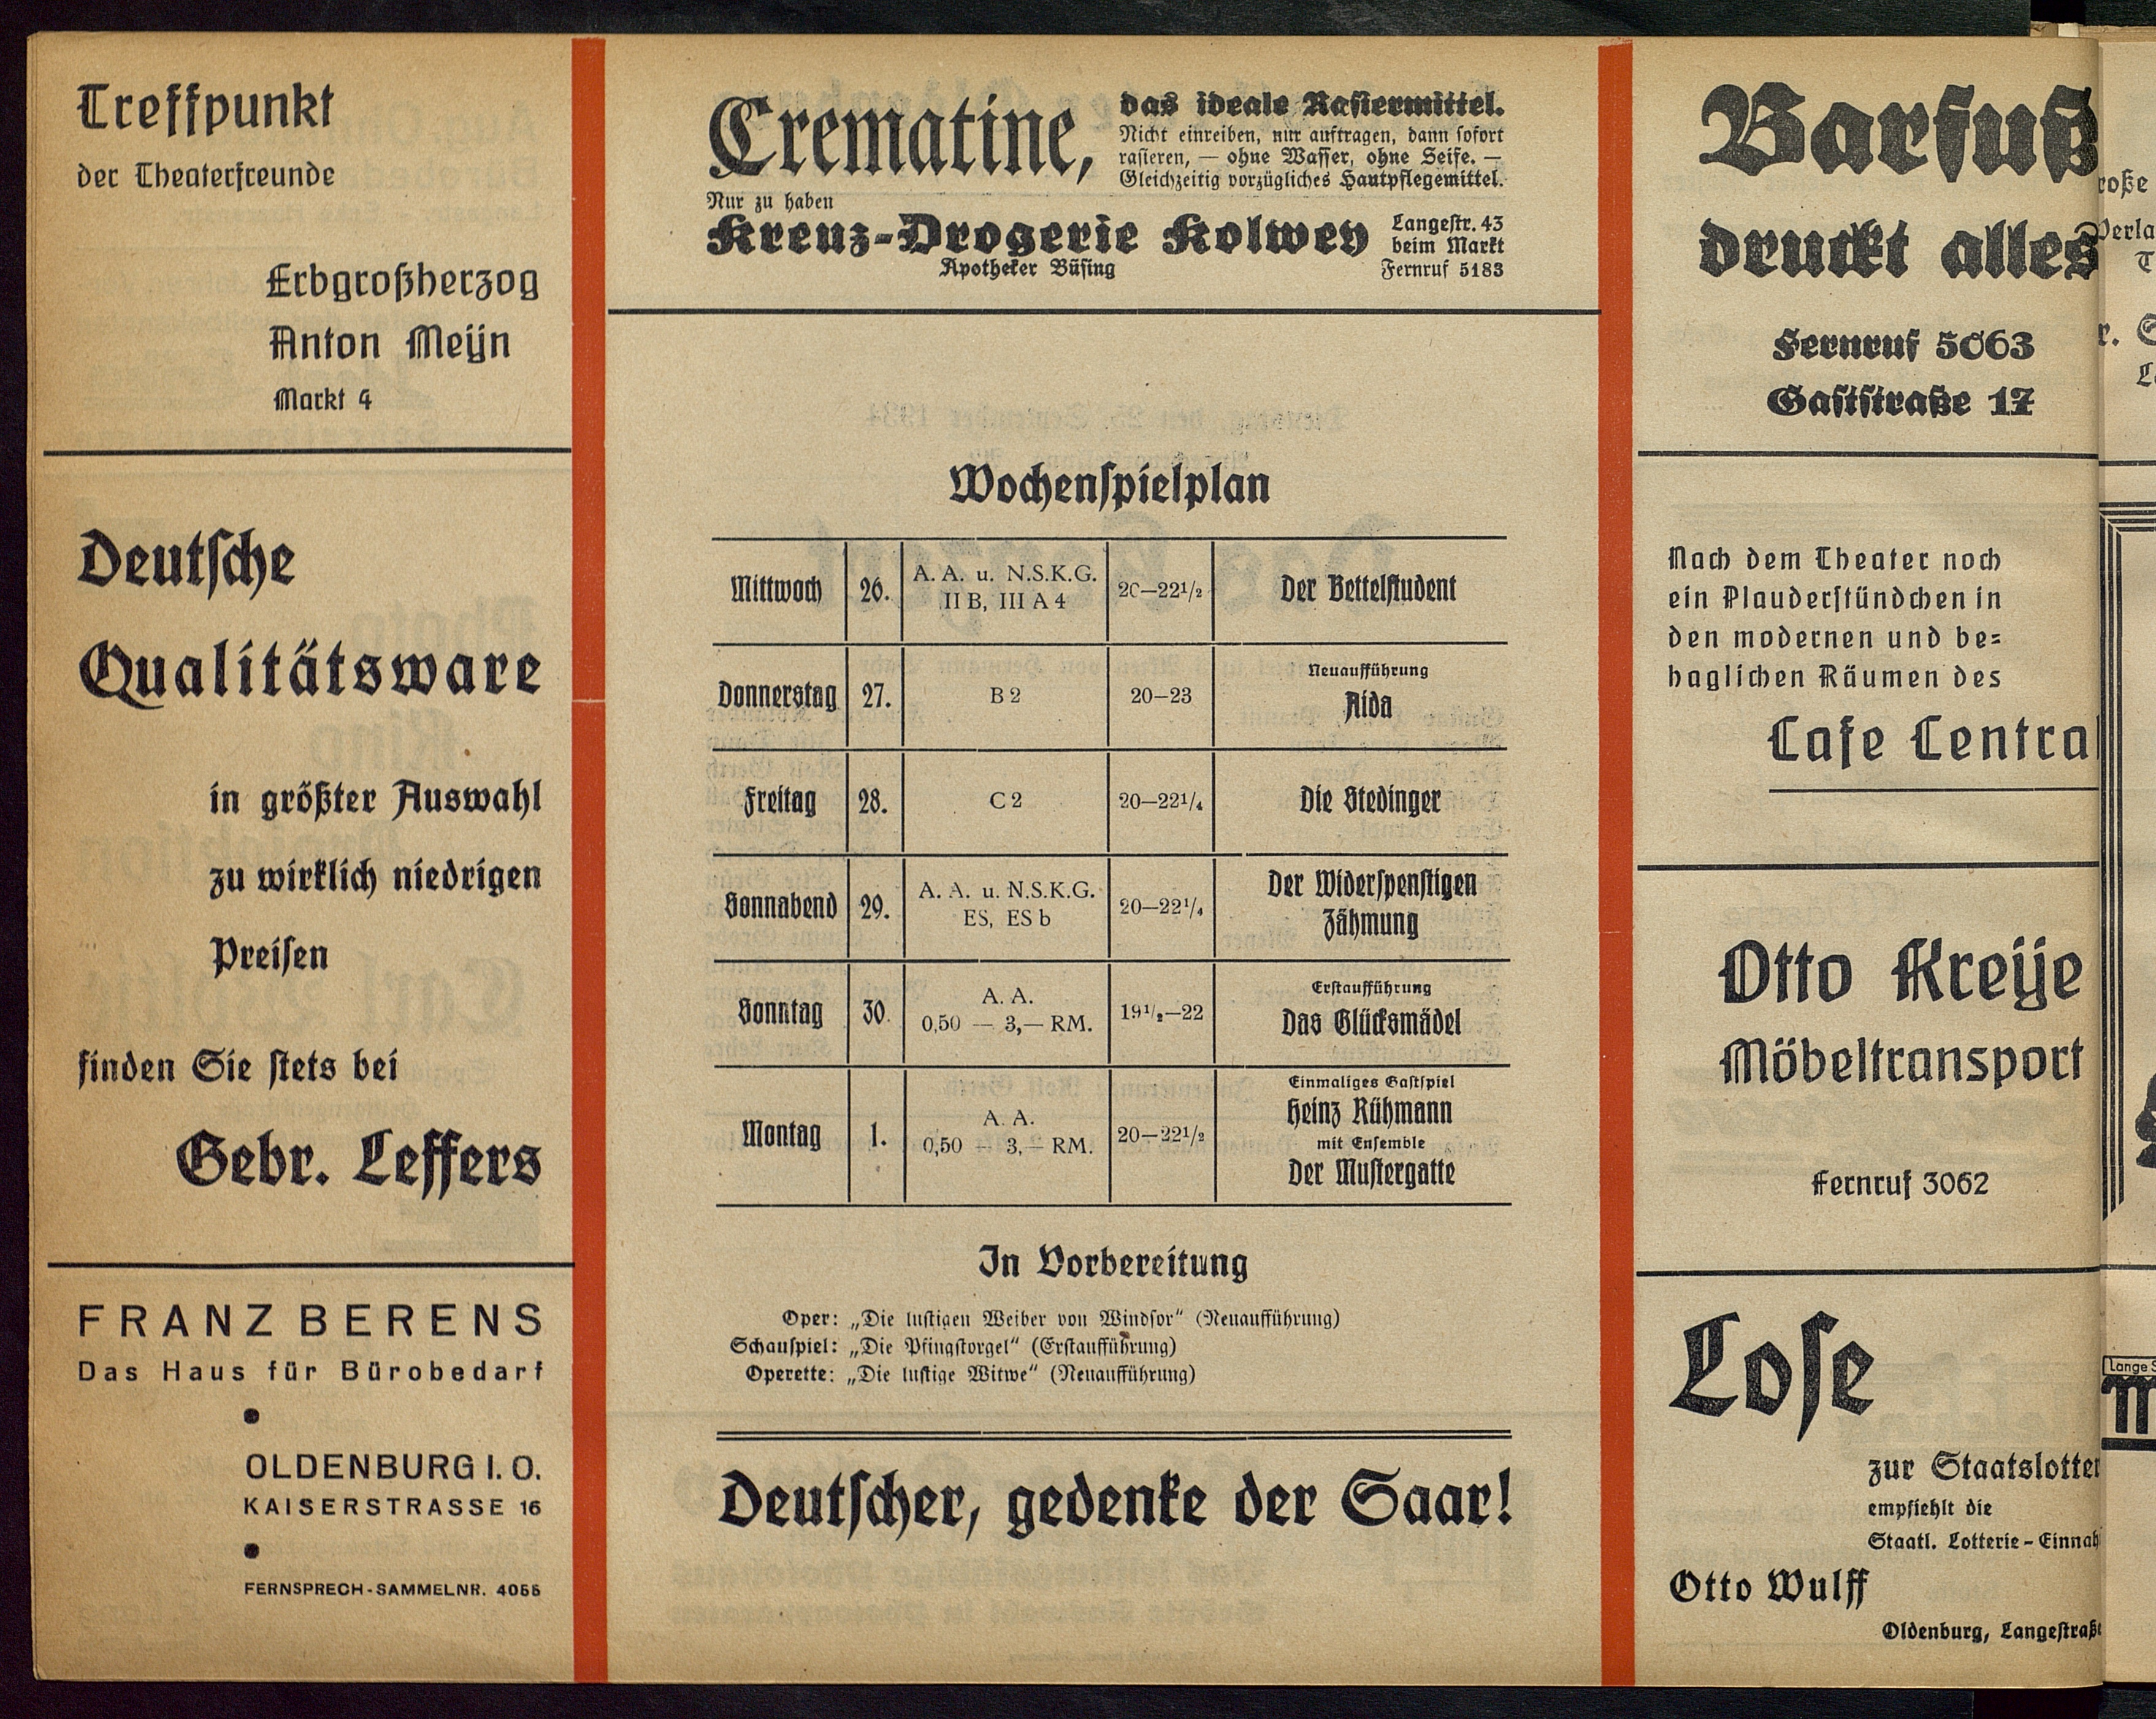 Treffpunkt
der Theaterfreunde
Erbgroßherzog
Anton Meijn
Markt 4
Deutsche
Qualitätsware
in größter Auswahl
zu wirklich niedrigen
Preisen
finden Sie stets bei
Gebr. Leffers
FRANZ BERENS
Das Haus für Bürobedarf
OLDENBURG I. O.
KAISERSTRASSE 16
FERNSPRECH-SAMMELNR. 4055
Crematine,
das ideale Rasiermittel.
Nicht einreiben, nur auftragen, dann sofort
rasieren, — ohne Wasser, ohne Seife. —
Gleichzeitig vorzügliches Hautpflegemittel.
Nur zu haben
Kreuz-Drogerie Kolwey
Apotheker Büsing
Langestr. 43
beim Markt
Fernruf 5183
Wochenspielplan
Mittwoch 26. A. A. u. N.S.K.G. II B, III A 4 20–22½ Der Bettelstudent
Donnerstag 27. B 2 20–23 Neuaufführung Aida
Freitag 28. C 2 20–22¼ Die Stedinger
Sonnabend 29. A. A. u. N.S.K.G. ES, ES b 20–22¼ Der Widerspenstigen Zähmung
Sonntag 30. A. A. 0,50 — 3,— RM. 19½–22 Erstaufführung Das Glücksmädel
Montag 1. A. A. 0,50 — 3,— RM. 20–22½ Einmaliges Gastspiel Heinz Rühmann mit Ensemble Der Mustergatte
In Vorbereitung
Oper: „Die lustigen Weiber von Windsor“ (Neuaufführung)
Schauspiel: „Die Pfingstorgel“ (Erstaufführung)
Operette: „Die lustige Witwe“ (Neuaufführung)
Deutscher, gedenke der Saar!
Barfuß
druckt alles
Fernruf 5063
Gaststraße 17
Nach dem Theater noch
ein Plauderstündchen in
den modernen und be=
haglichen Räumen des
Cafe Central
Otto Kreije
Möbeltransport
Fernruf 3062
Lose
zur Staatslotter
empfiehlt die
Staatl. Lotterie-Einnah
Otto Wulff
Oldenburg, Langestraß